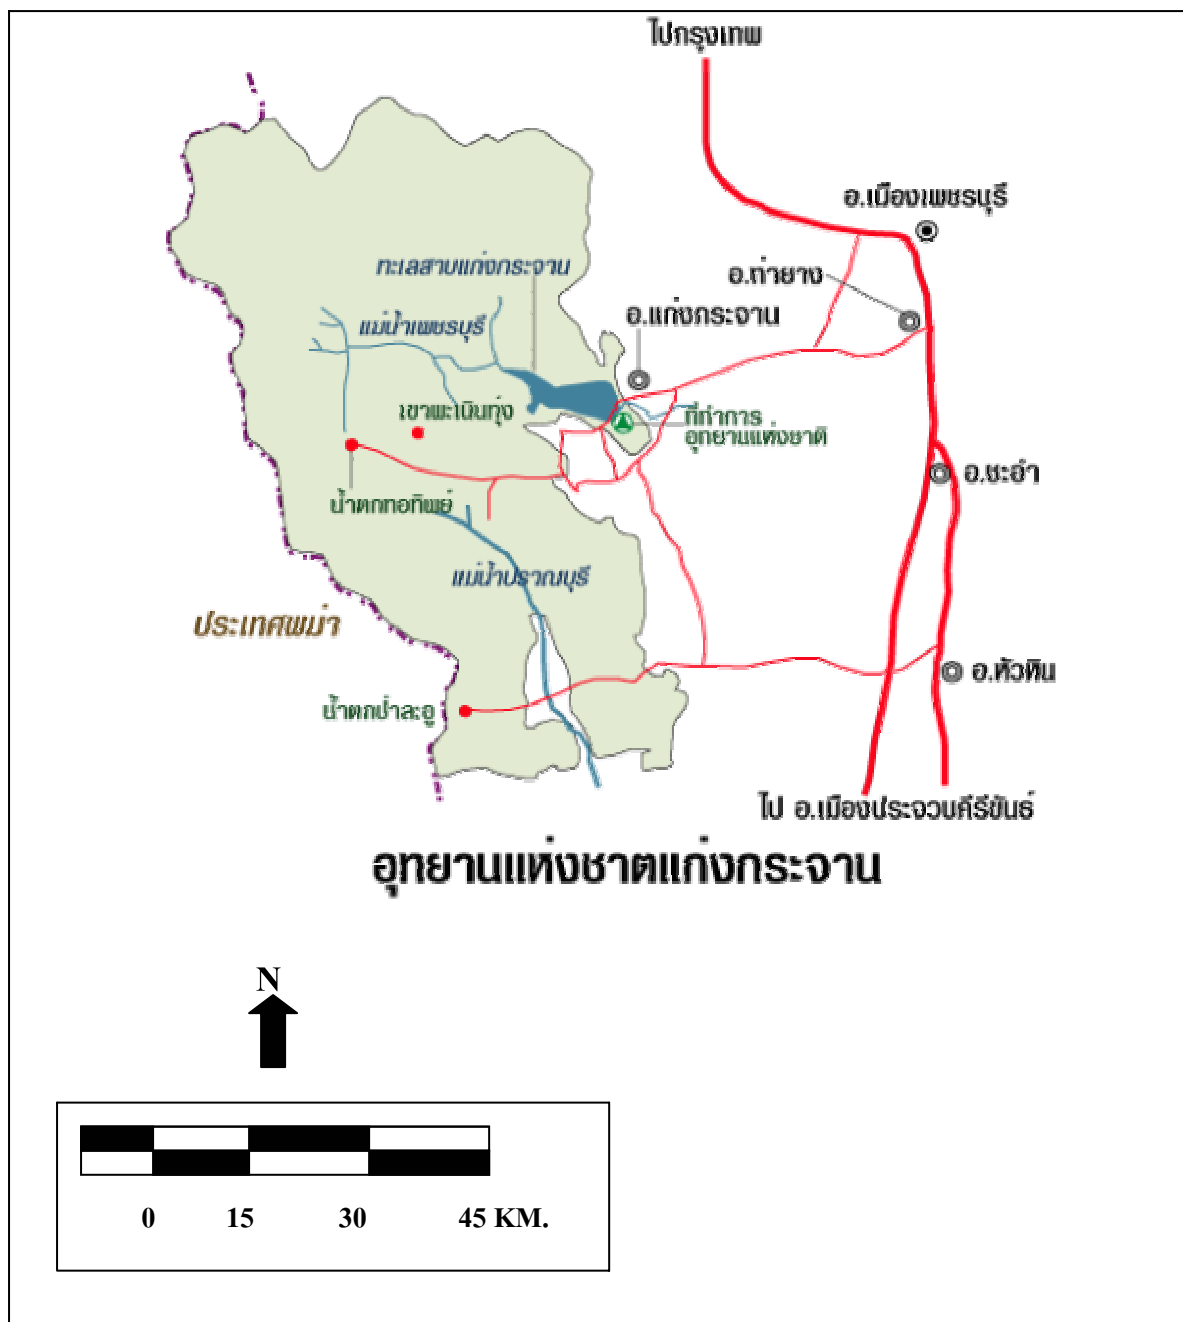 ไปกรุงเทพ
อ.เมืองเพชรบุรี
ทะเลสาบแก่งกระจาน
อ.ท่ายาง
อ.แก่งกระจาน
แม่น้ำเพชรบุรี
เขาพะเนินทุ่ง
ที่ทำการ
อุทยานแห่งชาติ
อ.ชะอำ
น้ำตกทอทิพย์
แม่น้ำปราณบุรี
ประเทศพม่า
อ.หัวหิน
น้ำตกป่าละอู
ไป อ.เมืองประจวบคีรีขันธ์
อุทยานแห่งชาตแก่งกระจาน
N
0 15 30 45 KM.